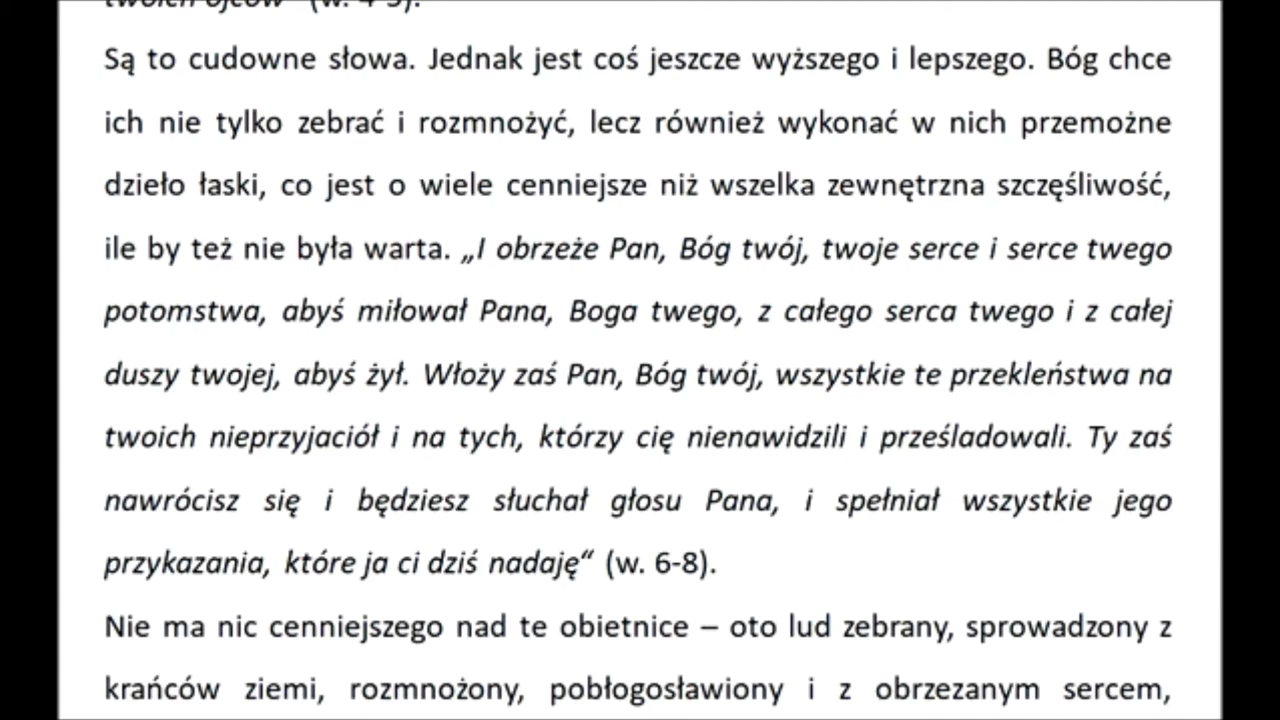 twoich ojców" (w. 4-5).
Są to cudowne słowa. Jednak jest coś jeszcze wyższego i lepszego. Bóg chce
ich nie tylko zebrać i rozmnożyć, lecz również wykonać w nich przemożne
dzieło łaski, co jest o wiele cenniejsze niż wszelka zewnętrzna szczęśliwość,
ile by też nie była warta. „I obrzeże Pan, Bóg twój, twoje serce i serce twego
potomstwa, abyś miłował Pana, Boga twego, z całego serca twego i z całej
duszy twojej, abyś żył. Włoży zaś Pan, Bóg twój, wszystkie te przekleństwa na
twoich nieprzyjaciół i na tych, którzy cię nienawidzili i prześladowali. Ty zaś
nawrócisz się i będziesz słuchał głosu Pana, i spełniał wszystkie jego
przykazania, które ja ci dziś nadaję“ (w. 6-8).
Nie ma nic cenniejszego nad te obietnice – oto lud zebrany, sprowadzony z
krańców ziemi, rozmnożony, pobłogosławiony i z obrzezanym sercem,